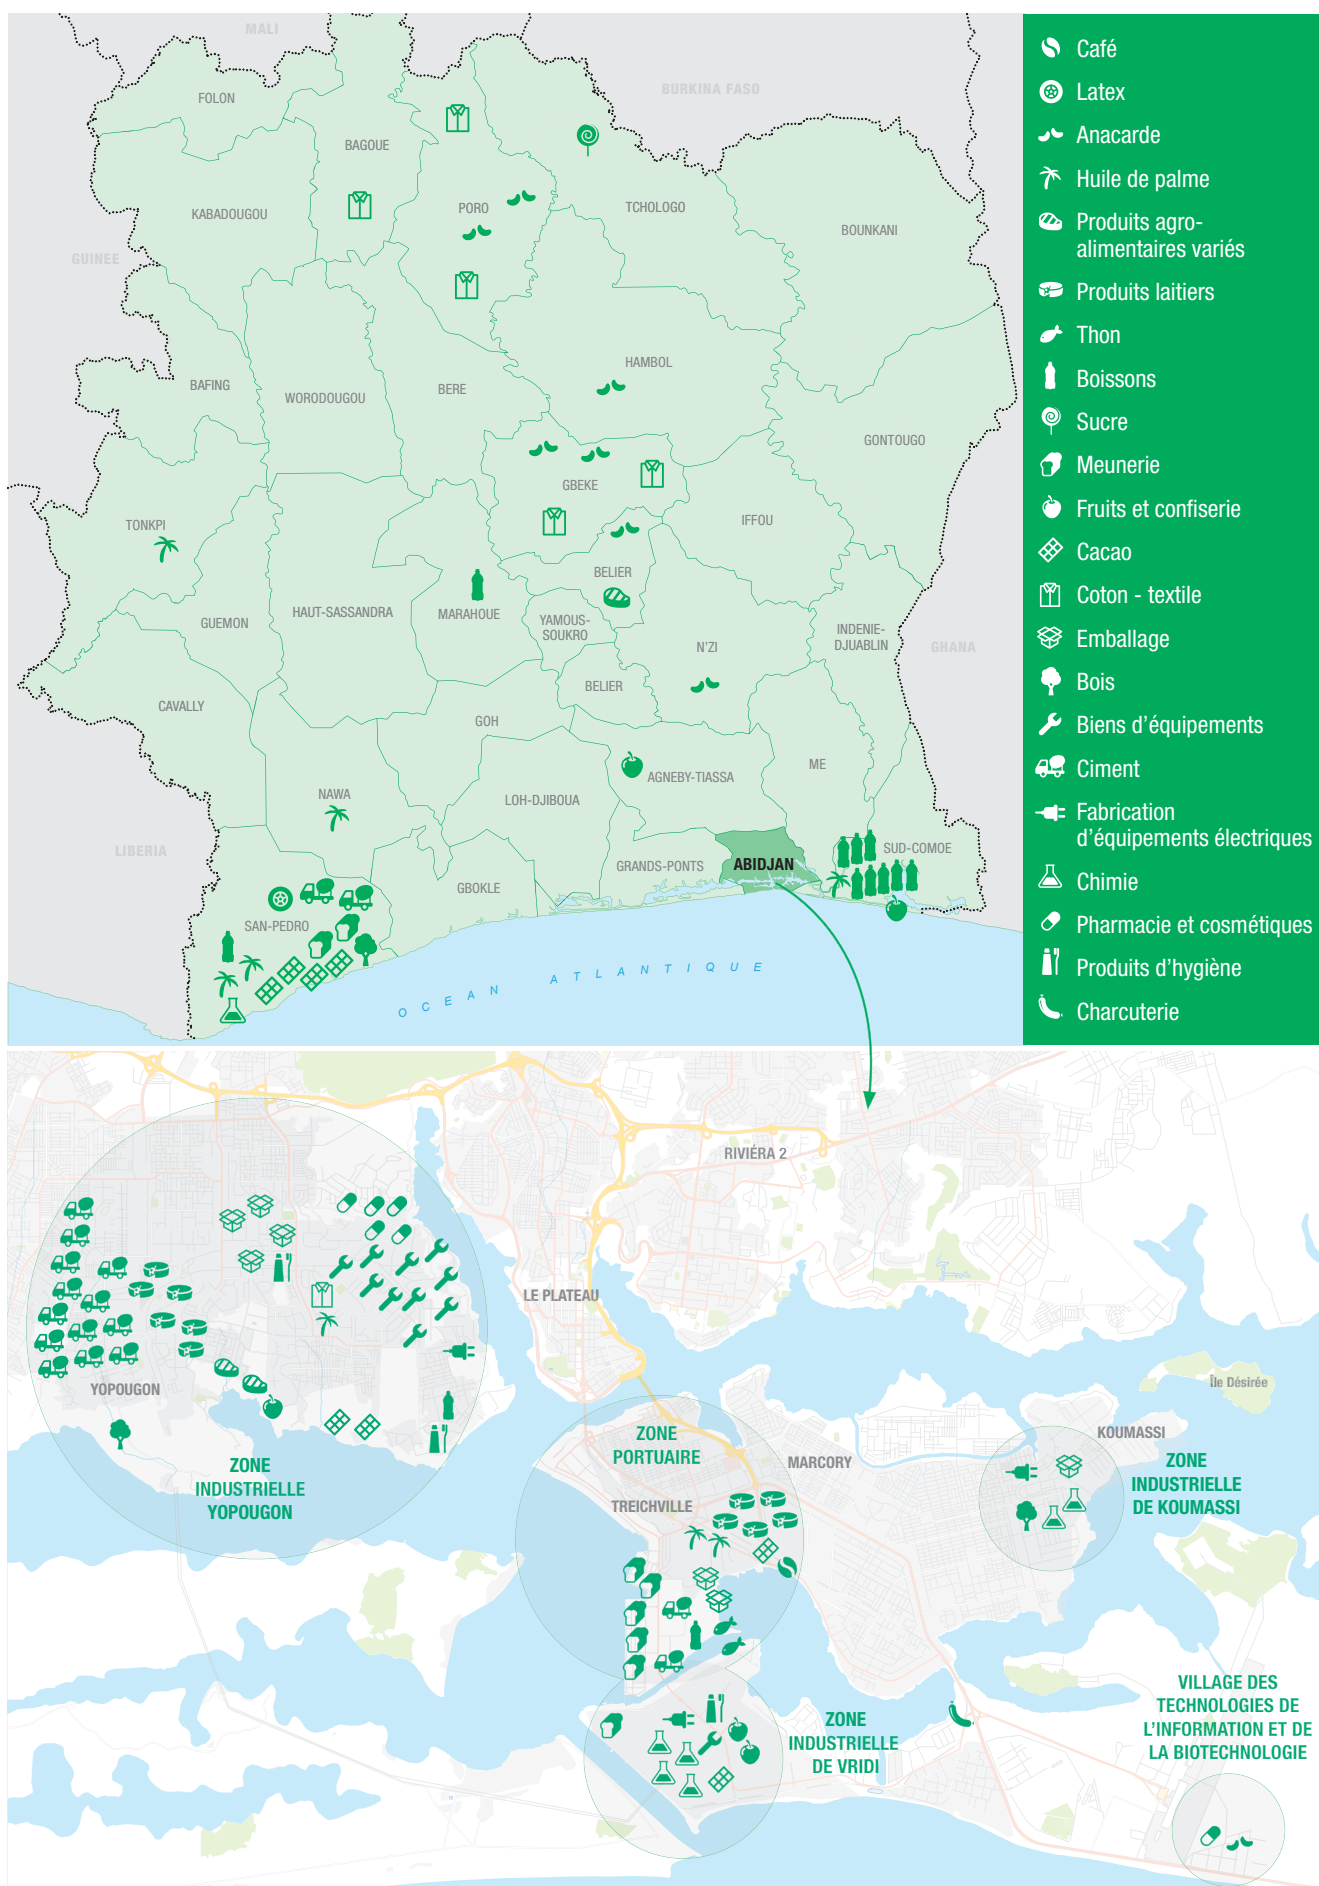 MALI
BURKINA FASO
GUINEE
LIBERIA
GHANA
FOLON
BAGOUE
KABADOUGOU
PORO
TCHOLOGO
BOUNKANI
BAFING
WORODOUGOU
BERE
HAMBOL
GONTOUGO
GBEKE
TONKPI
IFFOU
BELIER
HAUT-SASSANDRA
MARAHOUE
YAMOUS-
SOUKRO
GUEMON
INDENIE-
DJUABLIN
N'ZI
BELIER
CAVALLY
GOH
ME
AGNEBY-TIASSA
NAWA
LOH-DJIBOUA
SUD-COMOE
GRANDS-PONTS
ABIDJAN
GBOKLE
SAN-PEDRO
OCEAN ATLANTIQUE
Café
Latex
Anacarde
Huile de palme
Produits agro-
alimentaires variés
Produits laitiers
Thon
Boissons
Sucre
Meunerie
Fruits et confiserie
Cacao
Coton - textile
Emballage
Bois
Biens d'équipements
Ciment
Fabrication
d'équipements électriques
Chimie
Pharmacie et cosmétiques
Produits d'hygiène
Charcuterie
RIVIÉRA 2
LE PLATEAU
YOPOUGON
Île Désirée
ZONE
INDUSTRIELLE
YOPOUGON
ZONE
PORTUAIRE
TREICHVILLE
MARCORY
KOUMASSI
ZONE
INDUSTRIELLE
DE KOUMASSI
ZONE
INDUSTRIELLE
DE VRIDI
VILLAGE DES
TECHNOLOGIES DE
L'INFORMATION ET DE
LA BIOTECHNOLOGIE